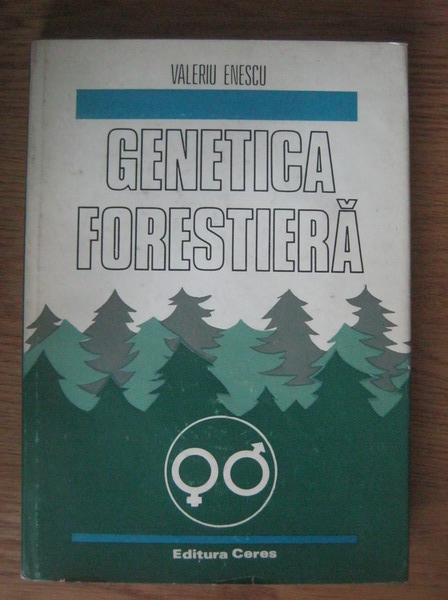 VALERIU ENESCU
GENETICA
FORESTIERĂ
Editura Ceres